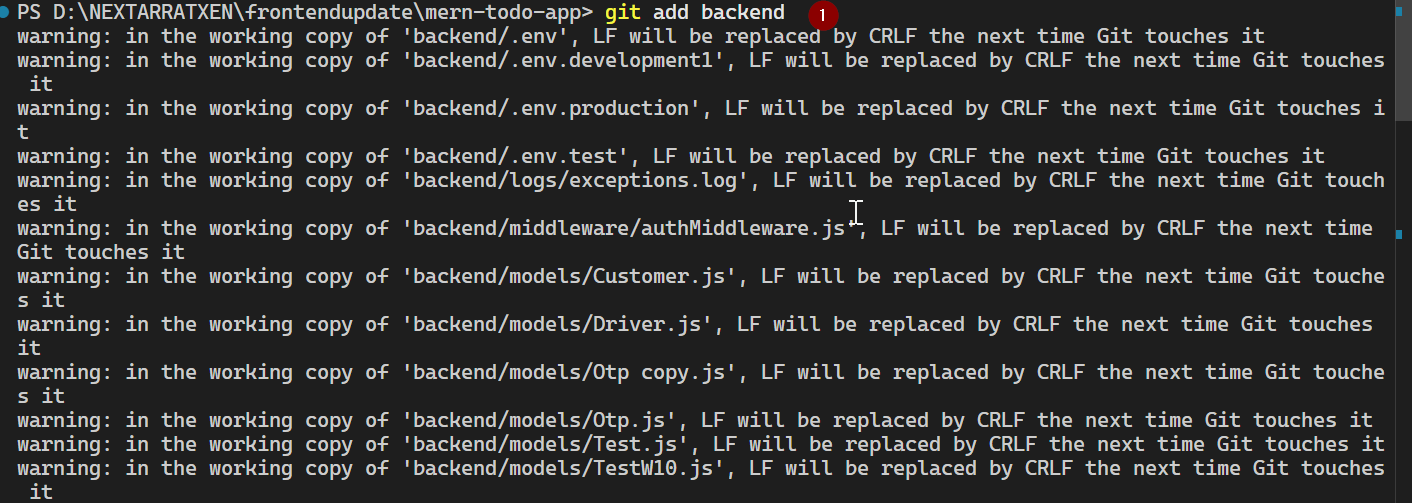 PS D:\NEXTARRATXEN\frontendupdate\mern-todo-app> git add backend 1
warning: in the working copy of 'backend/.env', LF will be replaced by CRLF the next time Git touches it
warning: in the working copy of 'backend/.env.development1', LF will be replaced by CRLF the next time Git touches
it
warning: in the working copy of 'backend/.env.production', LF will be replaced by CRLF the next time Git touches i
t
warning: in the working copy of 'backend/.env.test', LF will be replaced by CRLF the next time Git touches it
warning: in the working copy of 'backend/logs/exceptions.log', LF will be replaced by CRLF the next time Git touch
es it
warning: in the working copy of 'backend/middleware/authMiddleware.js', LF will be replaced by CRLF the next time
Git touches it
warning: in the working copy of 'backend/models/Customer.js', LF will be replaced by CRLF the next time Git touche
s it
warning: in the working copy of 'backend/models/Driver.js', LF will be replaced by CRLF the next time Git touches
it
warning: in the working copy of 'backend/models/Otp copy.js', LF will be replaced by CRLF the next time Git touche
s it
warning: in the working copy of 'backend/models/Otp.js', LF will be replaced by CRLF the next time Git touches it
warning: in the working copy of 'backend/models/Test.js', LF will be replaced by CRLF the next time Git touches it
warning: in the working copy of 'backend/models/TestW10.js', LF will be replaced by CRLF the next time Git touches
it